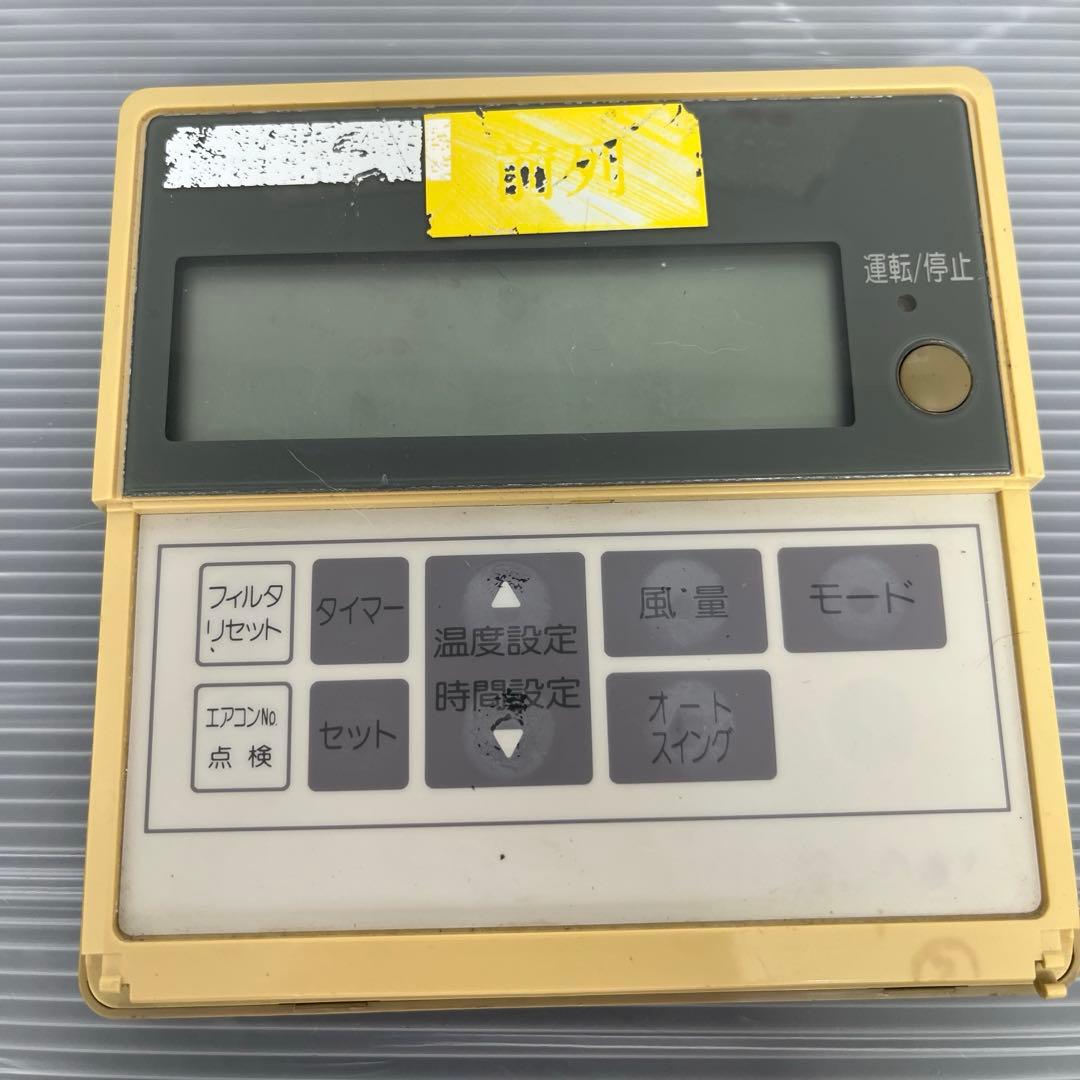 前列
運転/停止
フィルタ
リセット
タイマー
温度設定
時間設定
風量
モード
エアコンNo.
点検
セット
オート
スイング